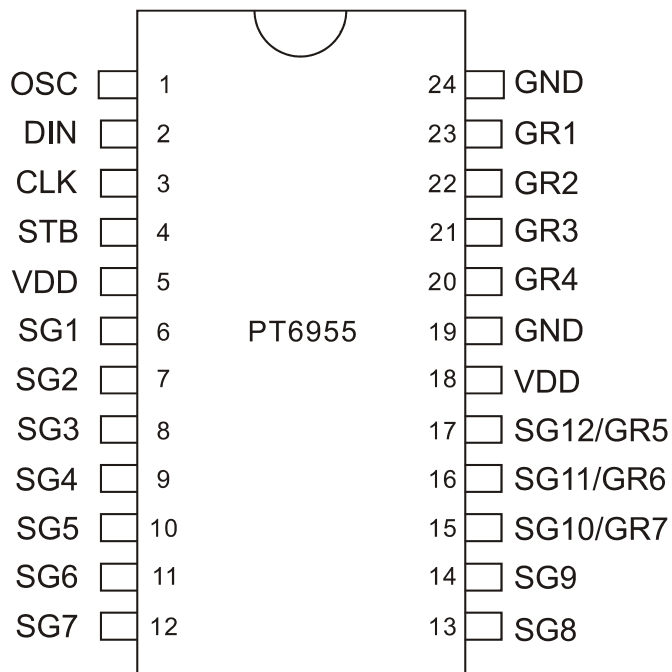 OSC 1 24 GND
DIN 2 23 GR1
CLK 3 22 GR2
STB 4 21 GR3
VDD 5 20 GR4
SG1 6 PT6955 19 GND
SG2 7 18 VDD
SG3 8 17 SG12/GR5
SG4 9 16 SG11/GR6
SG5 10 15 SG10/GR7
SG6 11 14 SG9
SG7 12 13 SG8